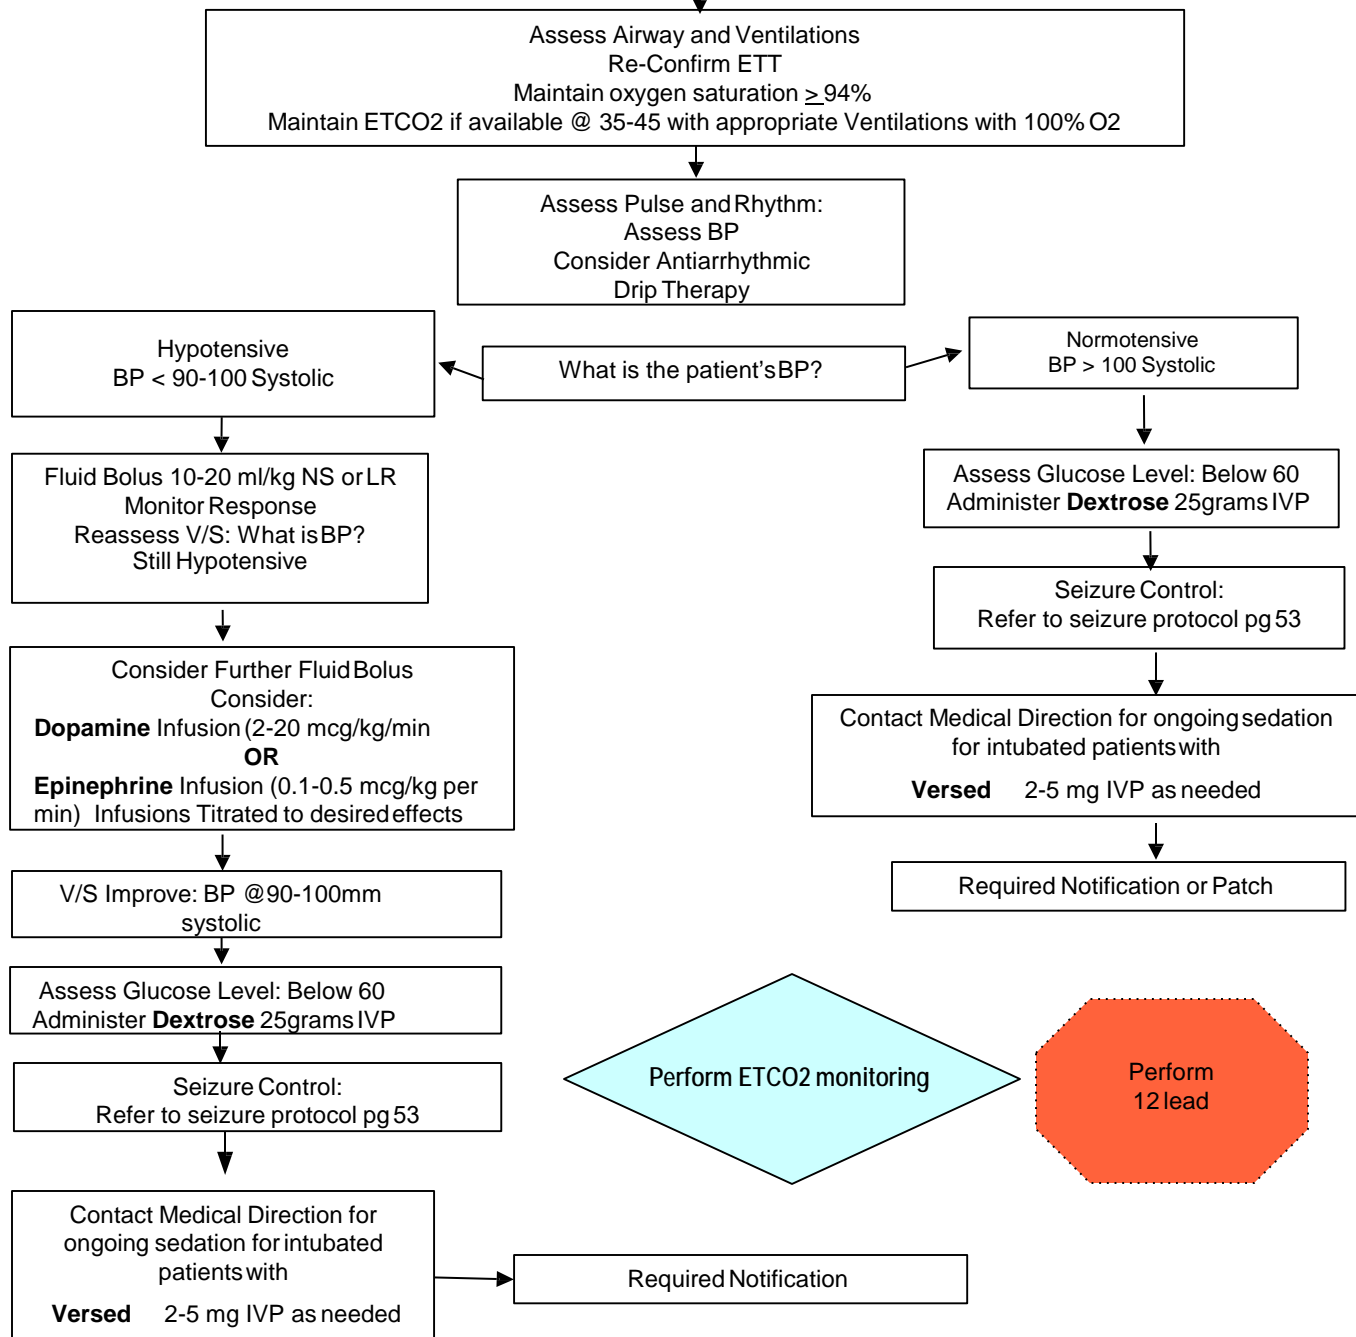 Assess Airway and Ventilations
Re-Confirm ETT
Maintain oxygen saturation > 94%
Maintain ETCO2 if available @ 35-45 with appropriate Ventilations with 100% O2
Assess Pulse and Rhythm:
Assess BP
Consider Antiarrhythmic
Drip Therapy
What is the patient's BP?
Hypotensive
BP < 90-100 Systolic
Fluid Bolus 10-20 ml/kg NS or LR
Monitor Response
Reassess V/S: What is BP?
Still Hypotensive
Consider Further Fluid Bolus
Consider:
Dopamine Infusion (2-20 mcg/kg/min
OR
Epinephrine Infusion (0.1-0.5 mcg/kg per
min) Infusions Titrated to desired effects
V/S Improve: BP @90-100mm
systolic
Assess Glucose Level: Below 60
Administer Dextrose 25grams IVP
Seizure Control:
Refer to seizure protocol pg 53
Contact Medical Direction for
ongoing sedation for intubated
patients with
Versed 2-5 mg IVP as needed
Required Notification
Normotensive
BP > 100 Systolic
Assess Glucose Level: Below 60
Administer Dextrose 25grams IVP
Seizure Control:
Refer to seizure protocol pg 53
Contact Medical Direction for ongoing sedation
for intubated patients with
Versed 2-5 mg IVP as needed
Required Notification or Patch
Perform ETCO2 monitoring
Perform
12 lead